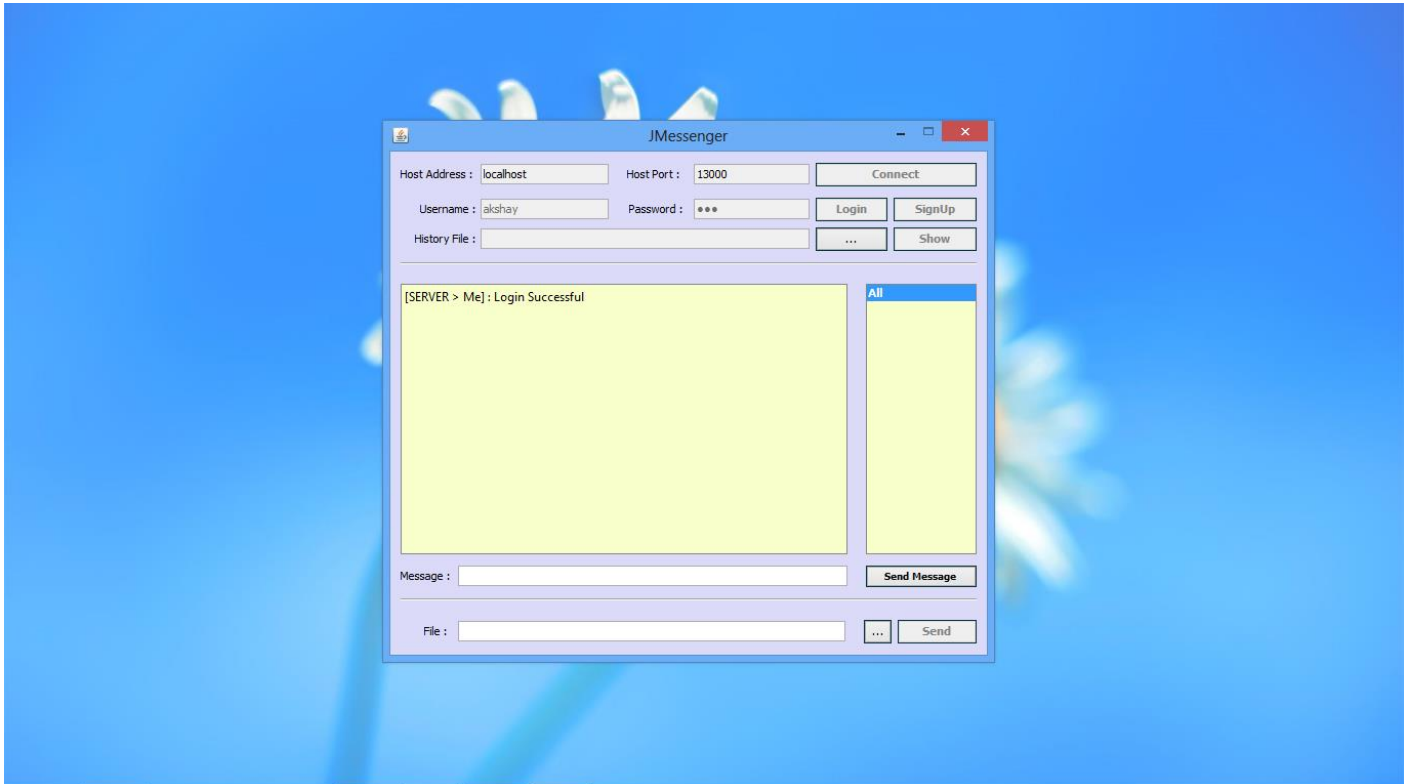 JMessenger
Host Address : localhost Host Port : 13000 Connect
Username : akshay Password : ●●● Login SignUp
History File : ... Show
[SERVER > Me] : Login Successful
All
Message : Send Message
File : ... Send